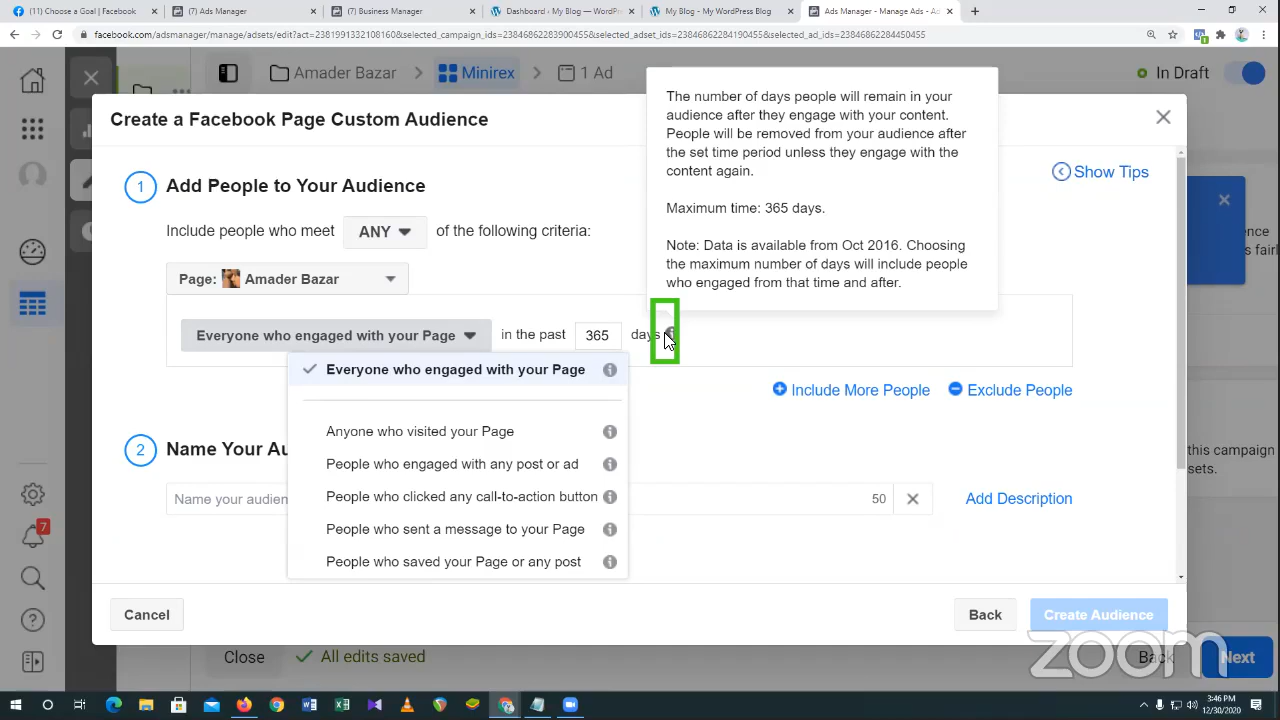 (11) Choose a Goal | Facebook
(7) Ads Manager
(7) Business Manager
Dashboard ‹ My Blog — WordPre
My Blog - My WordPress Blog
Ads Manager - Manage Ads - Ad
facebook.com/adsmanager/manage/adsets/edit?act=2381991332108160&selected_campaign_ids=23846862283900455&selected_adset_ids=23846862284190455&selected_ad_ids=23846862284450455
Amader Bazar
Minirex
1 Ad
In Draft
Create a Facebook Page Custom Audience
The number of days people will remain in your
audience after they engage with your content.
People will be removed from your audience after
the set time period unless they engage with the
content again.
Maximum time: 365 days.
Note: Data is available from Oct 2016. Choosing
the maximum number of days will include people
who engaged from that time and after.
Show Tips
1
Add People to Your Audience
Include people who meet ANY of the following criteria:
Page: Amader Bazar
Everyone who engaged with your Page in the past 365 days
Everyone who engaged with your Page
Anyone who visited your Page
People who engaged with any post or ad
People who clicked any call-to-action button
People who sent a message to your Page
People who saved your Page or any post
Include More People
Exclude People
2
Name Your Au
Name your audien
50
Add Description
7
ence
s fairl
this campaign
sets.
Cancel
Back
Create Audience
Close
All edits saved
Back
Next
zoom
3:46 PM
12/30/2020